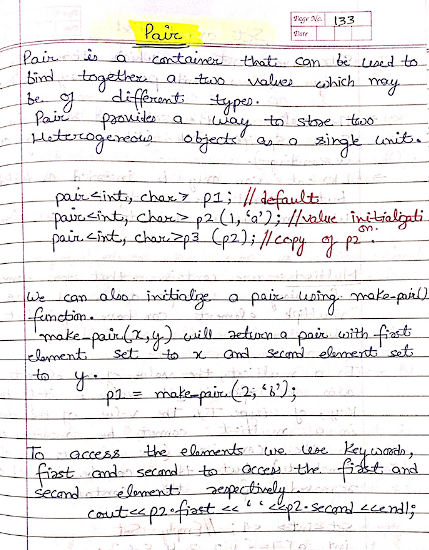 Page No. 133
Date
Pair
Pair is a container that can be used to
bind together a two values which may
be of different types.
Pair provides a way to store two
Heterogeneous objects as a single unit.
pair<int, char> p1; // default
pair<int, char> p2 (1, 'a'); // value initializati
on.
pair<int, char>p3 (p2); // copy of p2
We can also initialize a pair using make-pair()
function.
make-pair(x,y) will return a pair with first
element set to x and second element set
to y.
p1 = make-pair(2, 'b');
To access the elements we use keywords,
first and second to access the first and
second element respectively.
cout<<p2.first << ' ' <<p2.second <<endl;